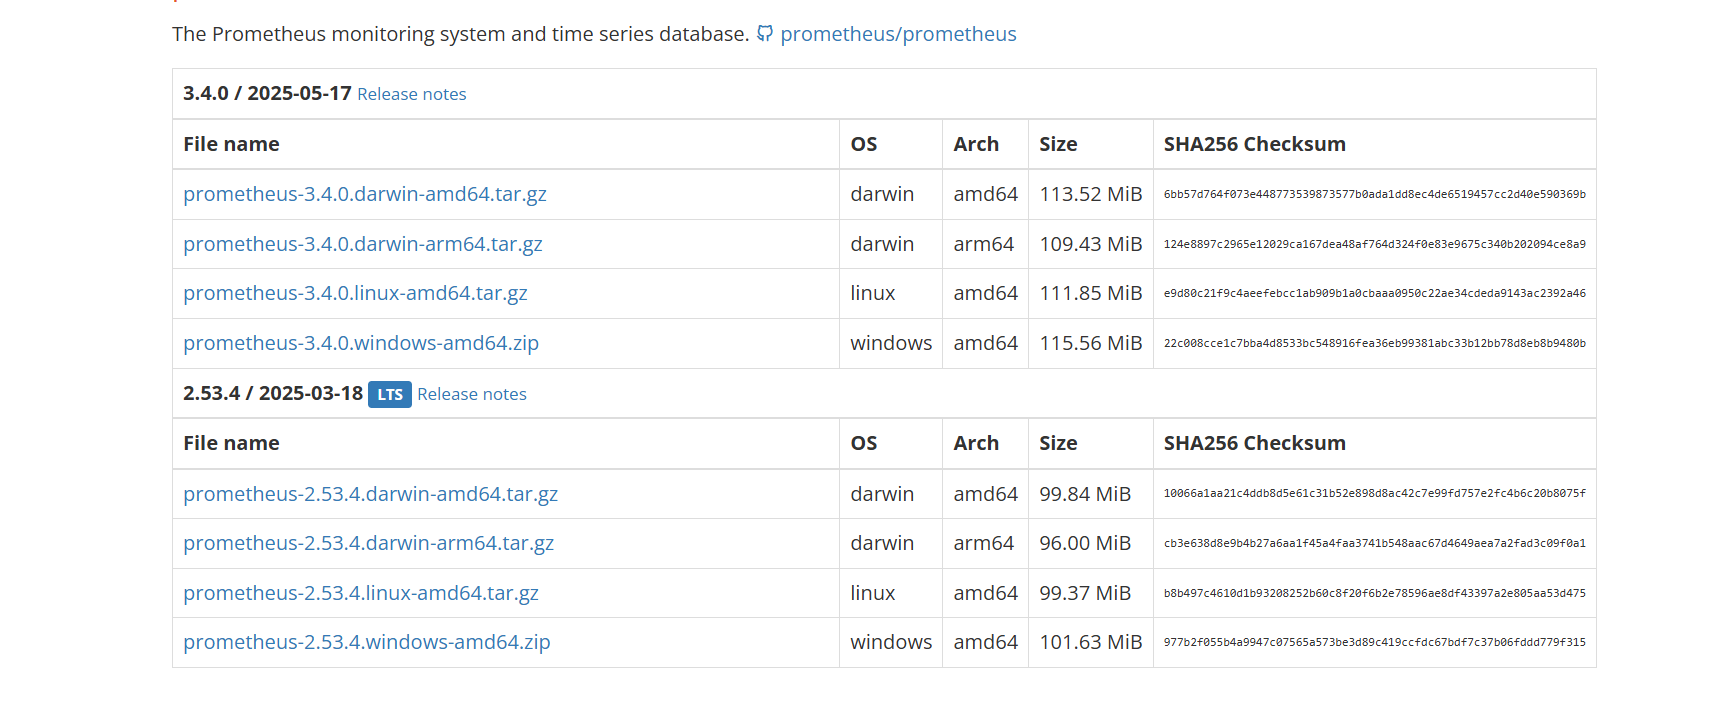 The Prometheus monitoring system and time series database. prometheus/prometheus
3.4.0 / 2025-05-17 Release notes
File name OS Arch Size SHA256 Checksum
prometheus-3.4.0.darwin-amd64.tar.gz darwin amd64 113.52 MiB 6bb57d764f073e448773539873577b0ada1dd8ec4de6519457cc2d40e590369b
prometheus-3.4.0.darwin-arm64.tar.gz darwin arm64 109.43 MiB 124e8897c2965e12029ca167dea48af764d324f0e83e9675c340b202094ce8a9
prometheus-3.4.0.linux-amd64.tar.gz linux amd64 111.85 MiB e9d80c21f9c4aeefebcc1ab909b1a0cbaaa0950c22ae34cdeda9143ac2392a46
prometheus-3.4.0.windows-amd64.zip windows amd64 115.56 MiB 22c008cce1c7bba4d8533bc548916fea36eb99381abc33b12bb78d8eb8b9480b
2.53.4 / 2025-03-18 LTS Release notes
File name OS Arch Size SHA256 Checksum
prometheus-2.53.4.darwin-amd64.tar.gz darwin amd64 99.84 MiB 10066a1aa21c4ddb8d5e61c31b52e898d8ac42c7e99fd757e2fc4b6c20b8075f
prometheus-2.53.4.darwin-arm64.tar.gz darwin arm64 96.00 MiB cb3e638d8e9b4b27a6aa1f45a4faa3741b548aac67d4649aea7a2fad3c09f0a1
prometheus-2.53.4.linux-amd64.tar.gz linux amd64 99.37 MiB b8b497c4610d1b93208252b60c8f20f6b2e78596ae8df43397a2e805aa53d475
prometheus-2.53.4.windows-amd64.zip windows amd64 101.63 MiB 977b2f055b4a9947c07565a573be3d89c419ccfdc67bdf7c37b06fddd779f315